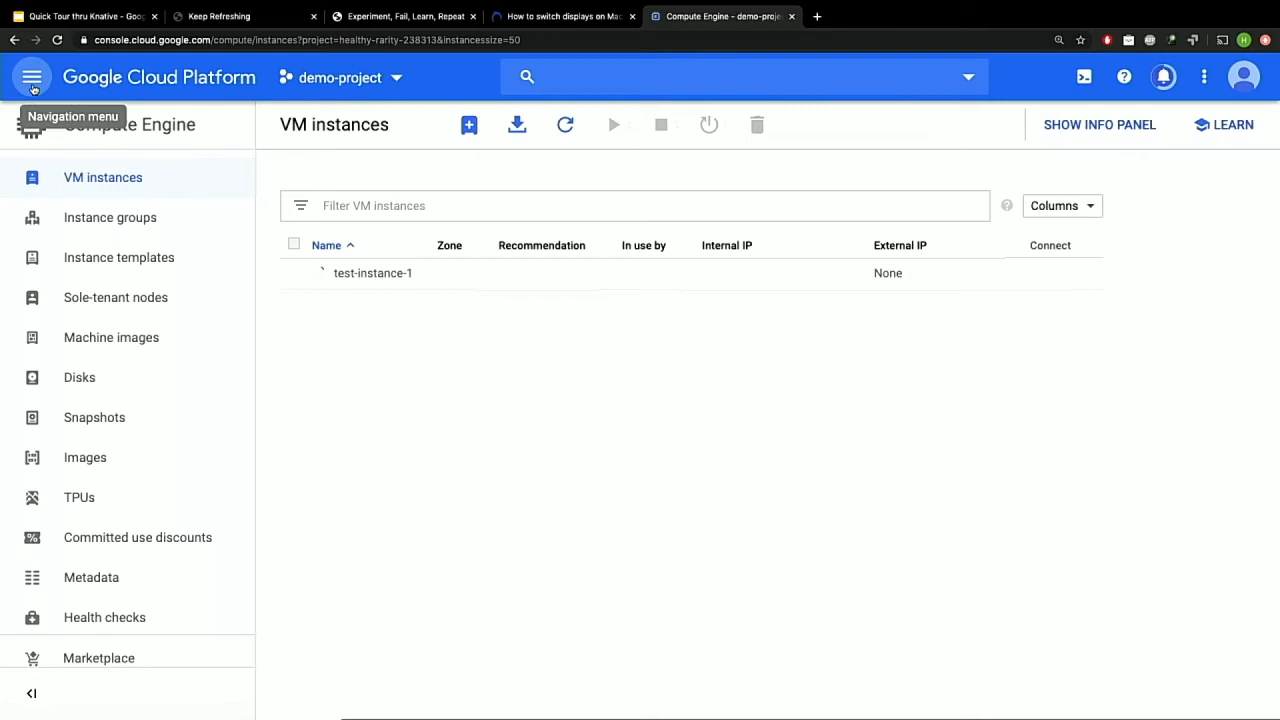 Quick Tour thru Knative - Goog
Keep Refreshing
Experiment, Fail, Learn, Repeat
How to switch displays on Mac
Compute Engine - demo-proje
console.cloud.google.com/compute/instances?project=healthy-rarity-238313&instancessize=50
Google Cloud Platform
demo-project
Navigation menu
Engine
VM instances
SHOW INFO PANEL
LEARN
VM instances
Instance groups
Instance templates
Sole-tenant nodes
Machine images
Disks
Snapshots
Images
TPUs
Committed use discounts
Metadata
Health checks
Marketplace
Filter VM instances
Columns
Name
Zone
Recommendation
In use by
Internal IP
External IP
Connect
test-instance-1
None